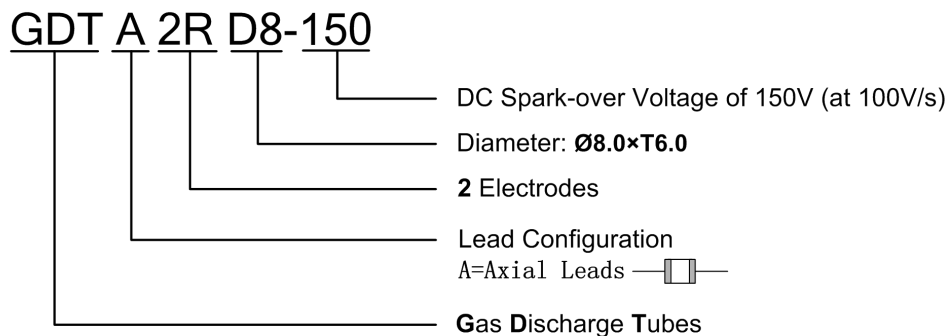 GDT A 2R D8-150
DC Spark-over Voltage of 150V (at 100V/s)
Diameter: Ø8.0×T6.0
2 Electrodes
Lead Configuration
A=Axial Leads
Gas Discharge Tubes